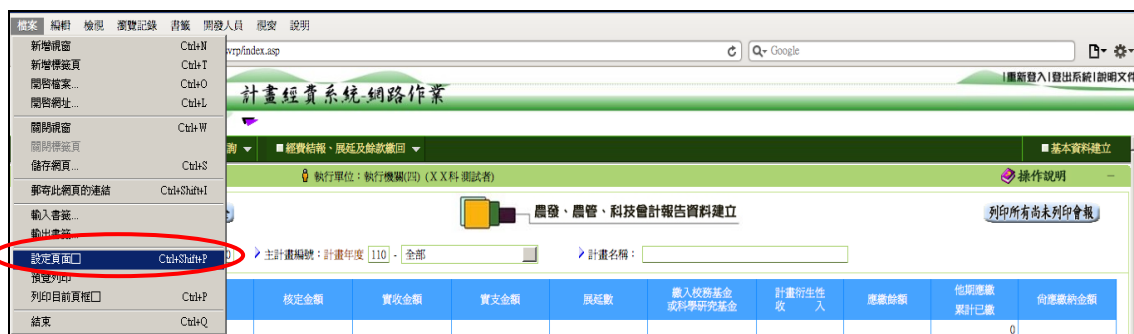 檔案 編輯 檢視 瀏覽記錄 書籤 開發人員 視窗 說明
新增視窗 Ctrl+N
新增標籤頁 Ctrl+T
開啟檔案... Ctrl+O
開啟網址... Ctrl+L
關閉視窗 Ctrl+W
關閉標籤頁
儲存網頁... Ctrl+S
郵寄此網頁的連結 Ctrl+Shift+I
輸入書籤...
輸出書籤...
設定頁面□ Ctrl+Shift+P
預覽列印
列印目前頁框□ Ctrl+P
結束 Ctrl+Q
svrp/index.asp
Google
|重新登入|登出系統|說明文件
計畫經費系統-網路作業
詢
■經費結報、展延及餘款繳回
■基本資料建立
執行單位：執行機關(四) (ＸＸ科 測試者)
操作說明
農發、農管、科技會計報告資料建立
列印所有尚未列印會報
主計畫編號：計畫年度 110 - 全部
計畫名稱：
核定金額 實收金額 實支金額 展延數 繳入校務基金或科學研究基金 計畫衍生性收 入 應繳餘額 他期應繳累計已繳 尚應繳納金額
0